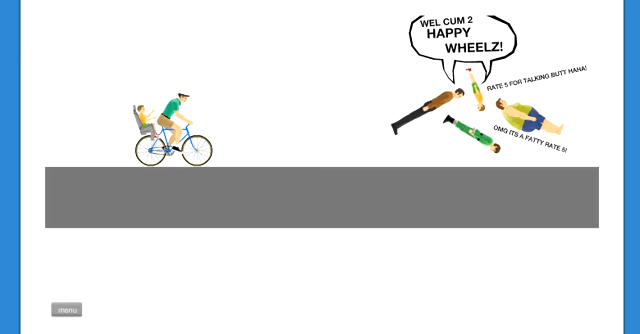 WEL CUM 2
HAPPY
WHEELZ!
RATE 5 FOR TALKING BUTT HAHA!
OMG ITS A FATTY RATE 5!
menu